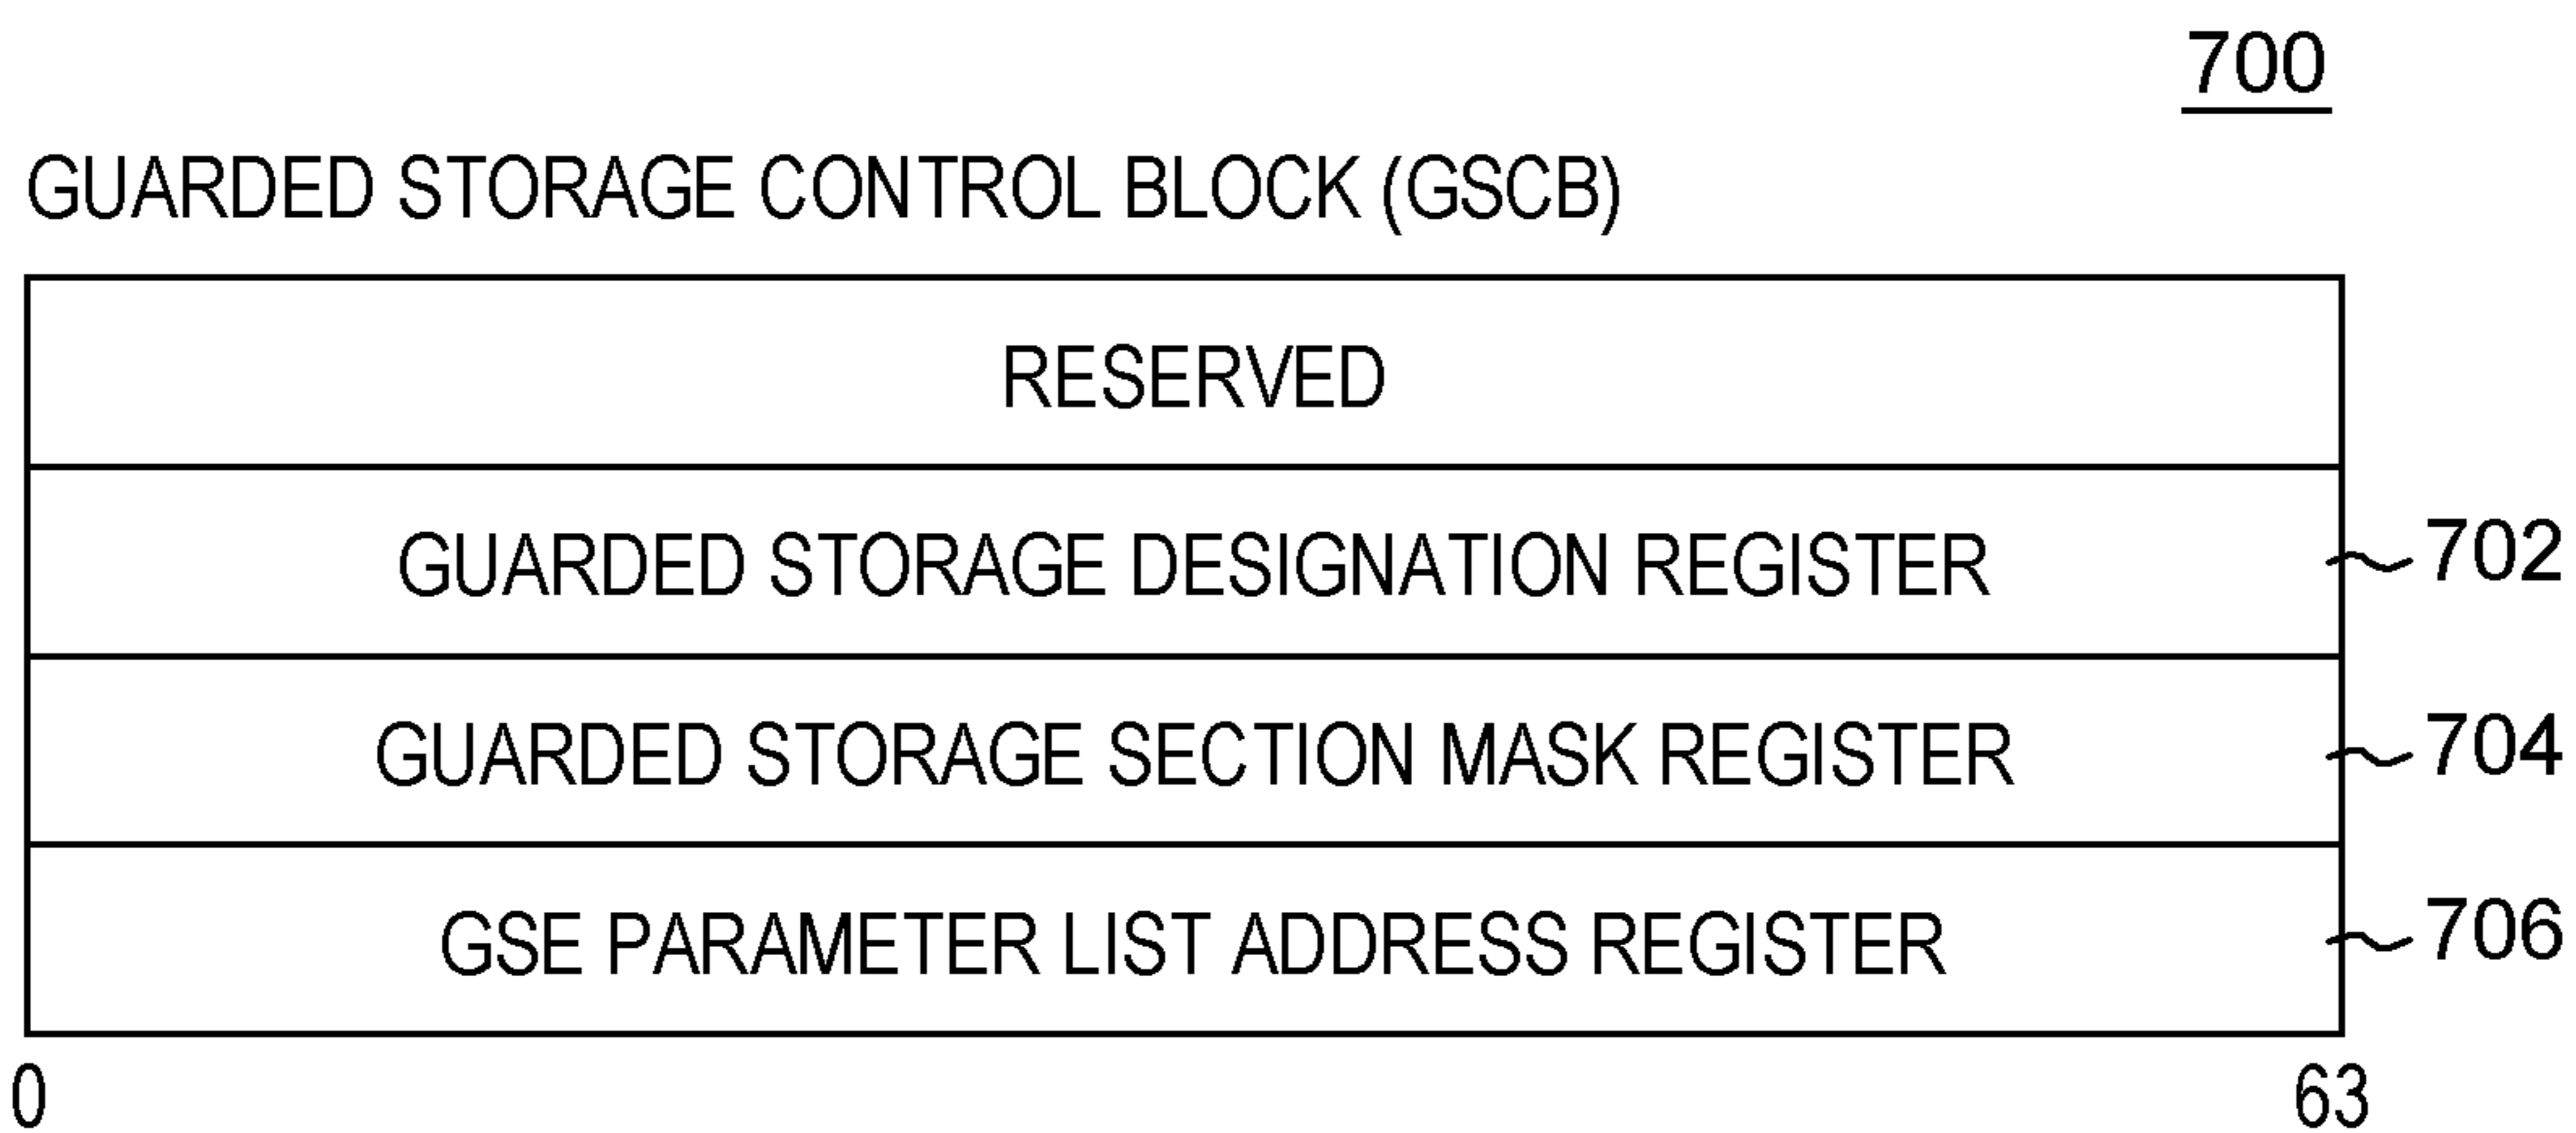 700
GUARDED STORAGE CONTROL BLOCK (GSCB)
RESERVED
GUARDED STORAGE DESIGNATION REGISTER 702
GUARDED STORAGE SECTION MASK REGISTER 704
GSE PARAMETER LIST ADDRESS REGISTER 706
0 63